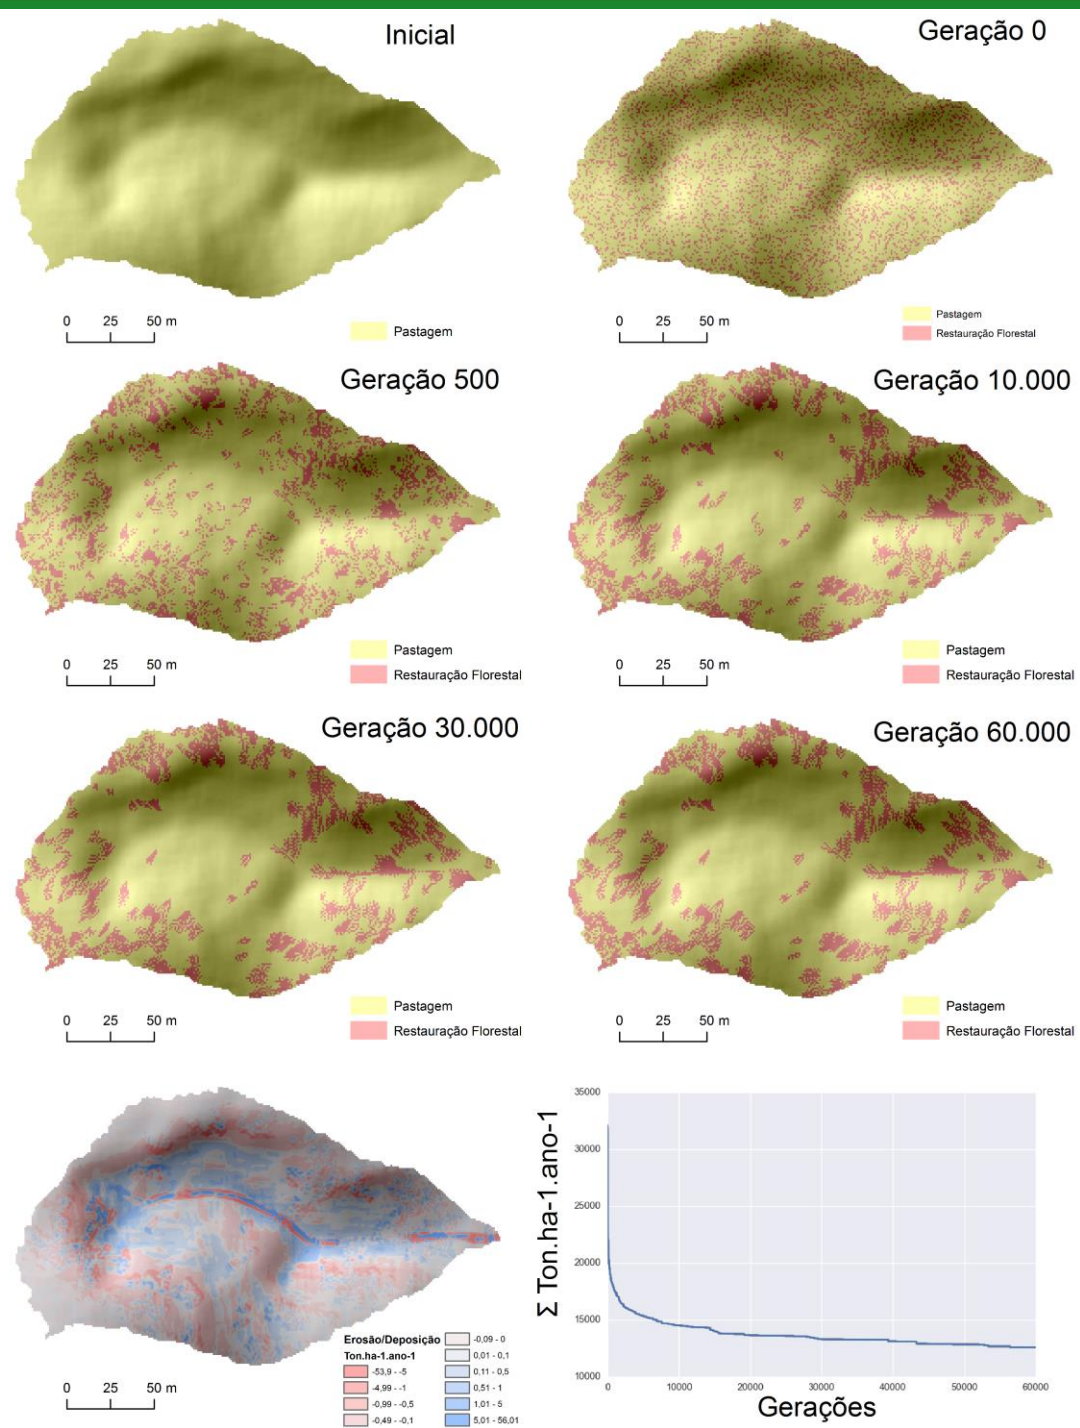 Inicial
0 25 50 m
Pastagem
Geração 0
0 25 50 m
Pastagem
Restauração Florestal
Geração 500
0 25 50 m
Pastagem
Restauração Florestal
Geração 10.000
0 25 50 m
Pastagem
Restauração Florestal
Geração 30.000
0 25 50 m
Pastagem
Restauração Florestal
Geração 60.000
0 25 50 m
Pastagem
Restauração Florestal
0 25 50 m
Erosão/Deposição
Ton.ha-1.ano-1
-53,9 - -5
-4,99 - -1
-0,99 - -0,5
-0,49 - -0,1
-0,09 - 0
0,01 - 0,1
0,11 - 0,5
0,51 - 1
1,01 - 5
5,01 - 56,01
Σ Ton.ha-1.ano-1
35000
30000
25000
20000
15000
10000
0 10000 20000 30000 40000 50000 60000
Gerações